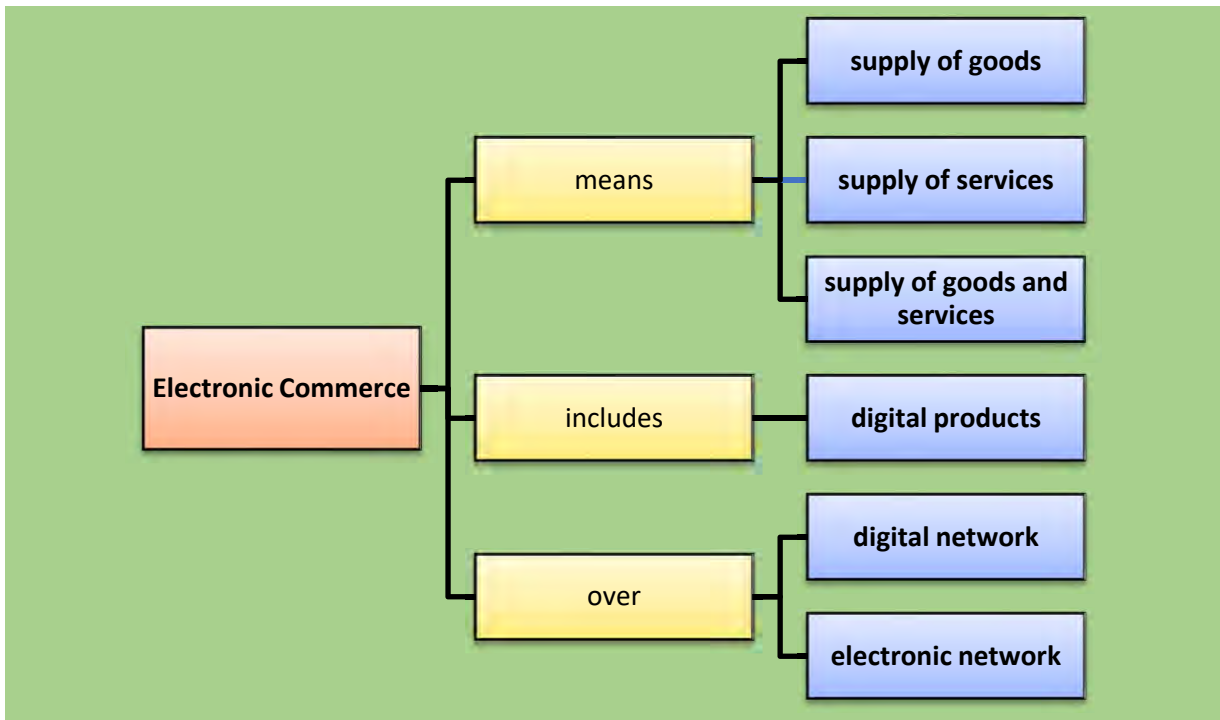 Electronic Commerce
means
supply of goods
supply of services
supply of goods and
services
includes
digital products
over
digital network
electronic network